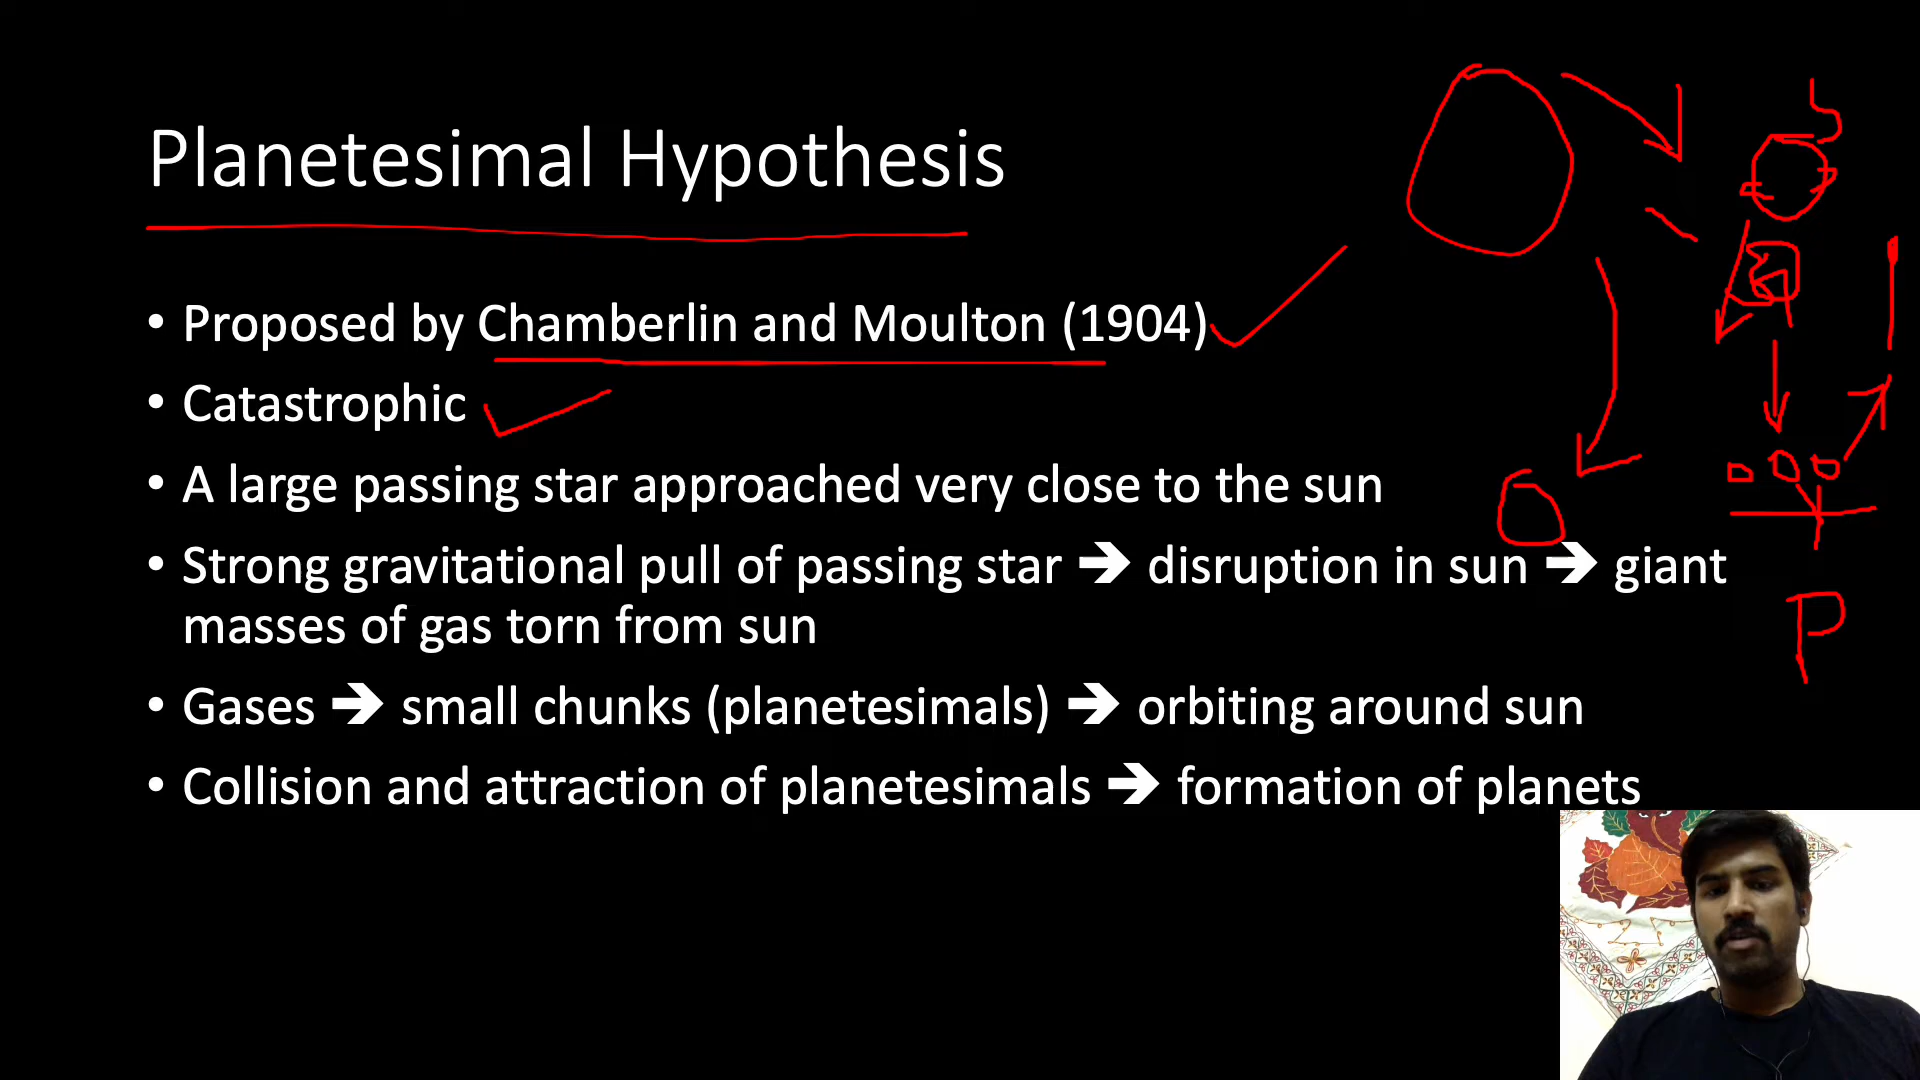 Planetesimal Hypothesis
• Proposed by Chamberlin and Moulton (1904)
• Catastrophic
• A large passing star approached very close to the sun
• Strong gravitational pull of passing star → disruption in sun → giant
masses of gas torn from sun
• Gases → small chunks (planetesimals) → orbiting around sun
• Collision and attraction of planetesimals → formation of planets
S
P